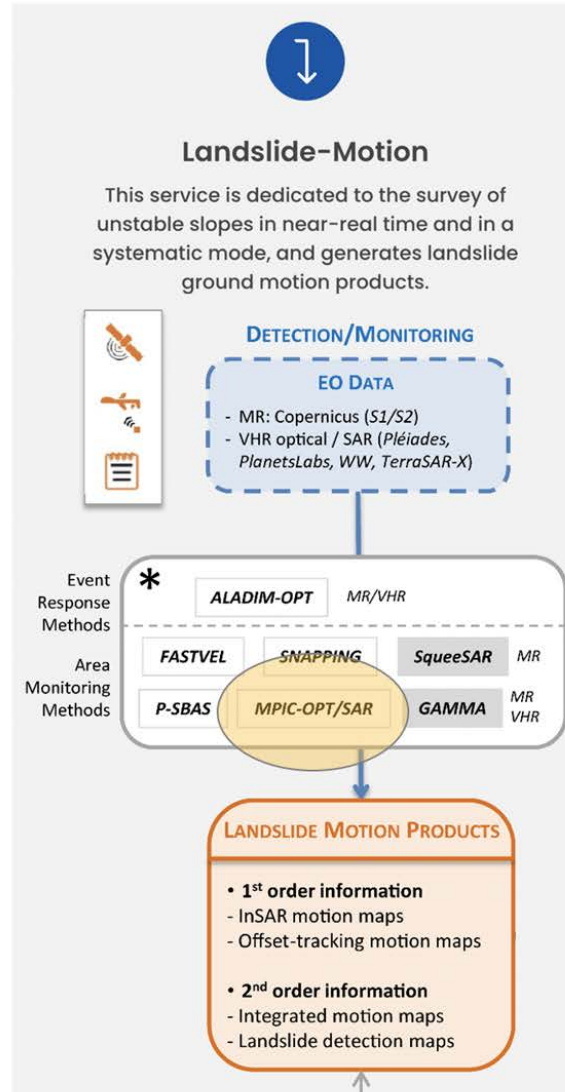 Landslide-Motion
This service is dedicated to the survey of
unstable slopes in near-real time and in a
systematic mode, and generates landslide
ground motion products.
DETECTION/MONITORING
EO DATA
- MR: Copernicus (S1/S2)
- VHR optical / SAR (Pléiades,
PlanetsLabs, WW, TerraSAR-X)
Event
Response
Methods
*
ALADIM-OPT MR/VHR
Area
Monitoring
Methods
FASTVEL SNAPPING SqueeSAR MR
P-SBAS MPIC-OPT/SAR GAMMA MR
VHR
LANDSLIDE MOTION PRODUCTS
• 1st order information
- InSAR motion maps
- Offset-tracking motion maps
• 2nd order information
- Integrated motion maps
- Landslide detection maps